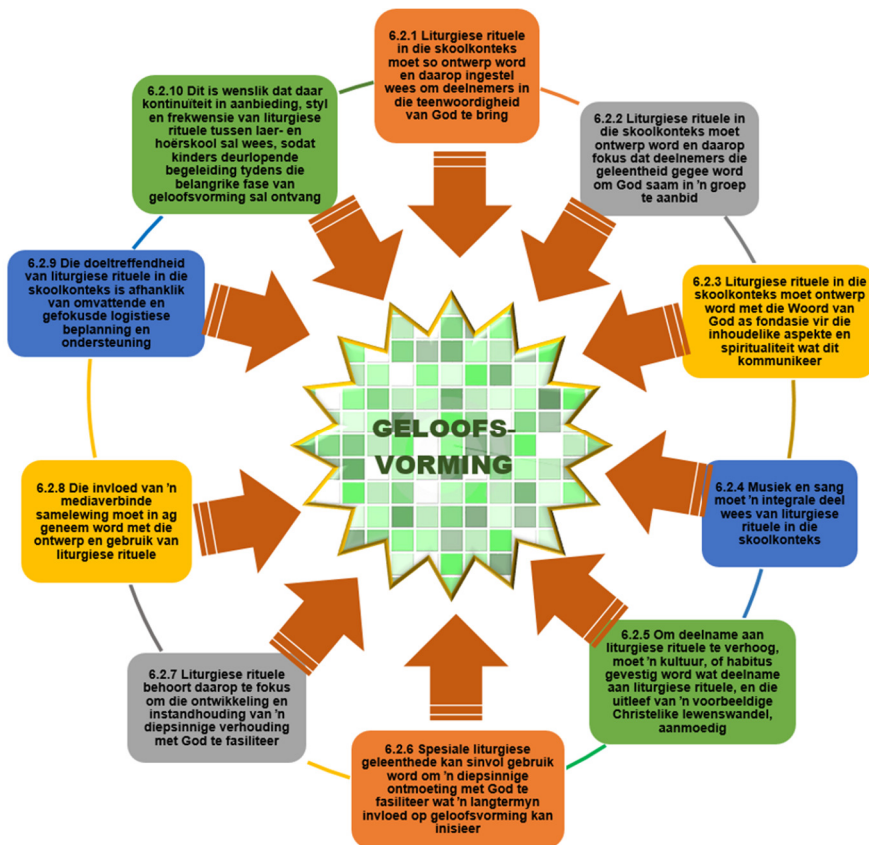 6.2.1 Liturgiese rituele
in die skoolkonteks
moet so ontwerp word
en daarop ingestel
wees om deelnemers in
die teenwoordigheid
van God te bring
6.2.2 Liturgiese rituele in
die skoolkonteks moet
ontwerp word en daarop
fokus dat deelnemers die
geleentheid gegee word
om God saam in 'n groep
te aanbid
6.2.3 Liturgiese rituele in die
skoolkonteks moet ontwerp
word met die Woord van
God as fondasie vir die
inhoudelike aspekte en
spiritualiteit wat dit
kommunikeer
6.2.4 Musiek en sang
moet 'n integrale deel
wees van liturgiese
rituele in die
skoolkonteks
6.2.5 Om deelname aan
liturgiese rituele te verhoog,
moet 'n kultuur, of habitus
gevestig word wat deelname
aan liturgiese rituele, en die
uitleef van 'n voorbeeldige
Christelike lewenswandel,
aanmoedig
6.2.6 Spesiale liturgiese
geleenthede kan sinvol gebruik
word om 'n diepsinnige
ontmoeting met God te
fasiliteer wat 'n langtermyn
invloed op geloofsvorming kan
inisieer
6.2.7 Liturgiese rituele
behoort daarop te fokus
om die ontwikkeling en
instandhouding van 'n
diepsinnige verhouding
met God te fasiliteer
6.2.8 Die invloed van 'n
mediaverbinde
samelewing moet in ag
geneem word met die
ontwerp en gebruik van
liturgiese rituele
6.2.9 Die doeltreffendheid
van liturgiese rituele in die
skoolkonteks is afhanklik
van omvattende en
gefokusde logistiese
beplanning en
ondersteuning
6.2.10 Dit is wenslik dat daar
kontinuïteit in aanbieding, styl
en frekwensie van liturgiese
rituele tussen laer- en
hoërskool sal wees, sodat
kinders deurlopende
begeleiding tydens die
belangrike fase van
geloofsvorming sal ontvang
GELOOFS-
VORMING